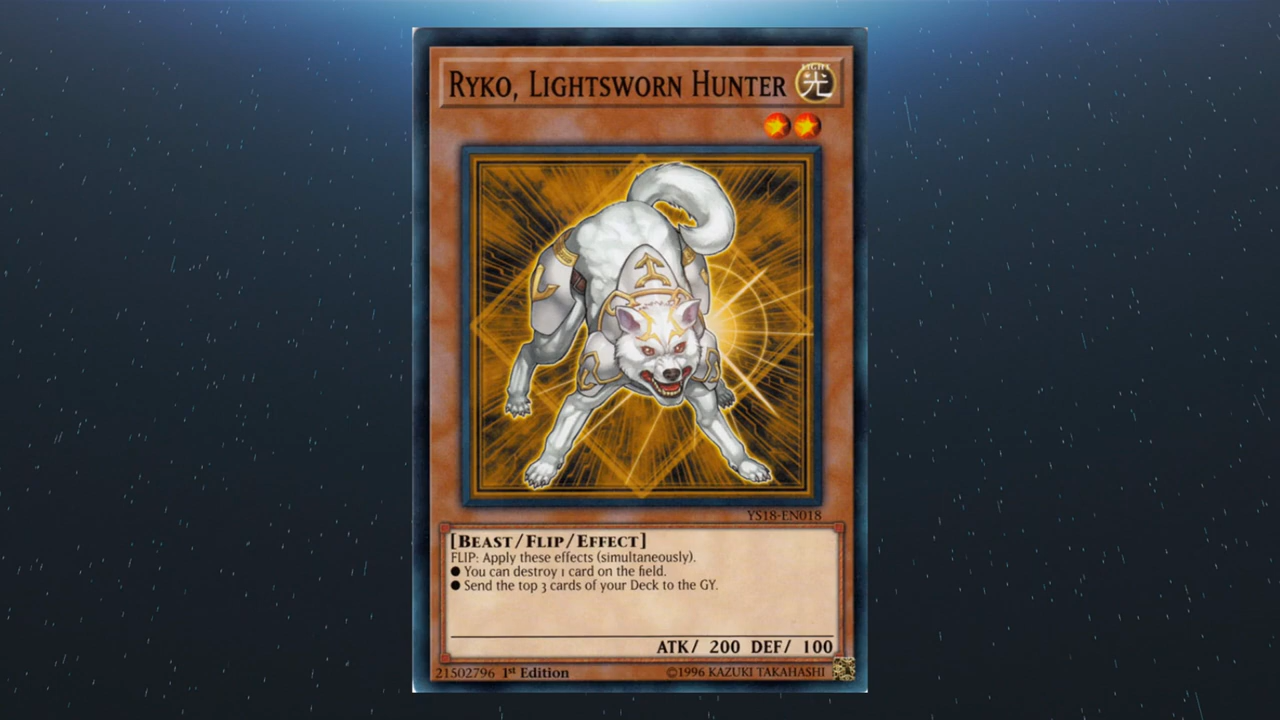 Ryko, Lightsworn Hunter
LIGHT
光
YS18-EN018
[Beast/Flip/Effect]
FLIP: Apply these effects (simultaneously).
● You can destroy 1 card on the field.
● Send the top 3 cards of your Deck to the GY.
ATK/ 200 DEF/ 100
21502796 1st Edition ©1996 KAZUKI TAKAHASHI